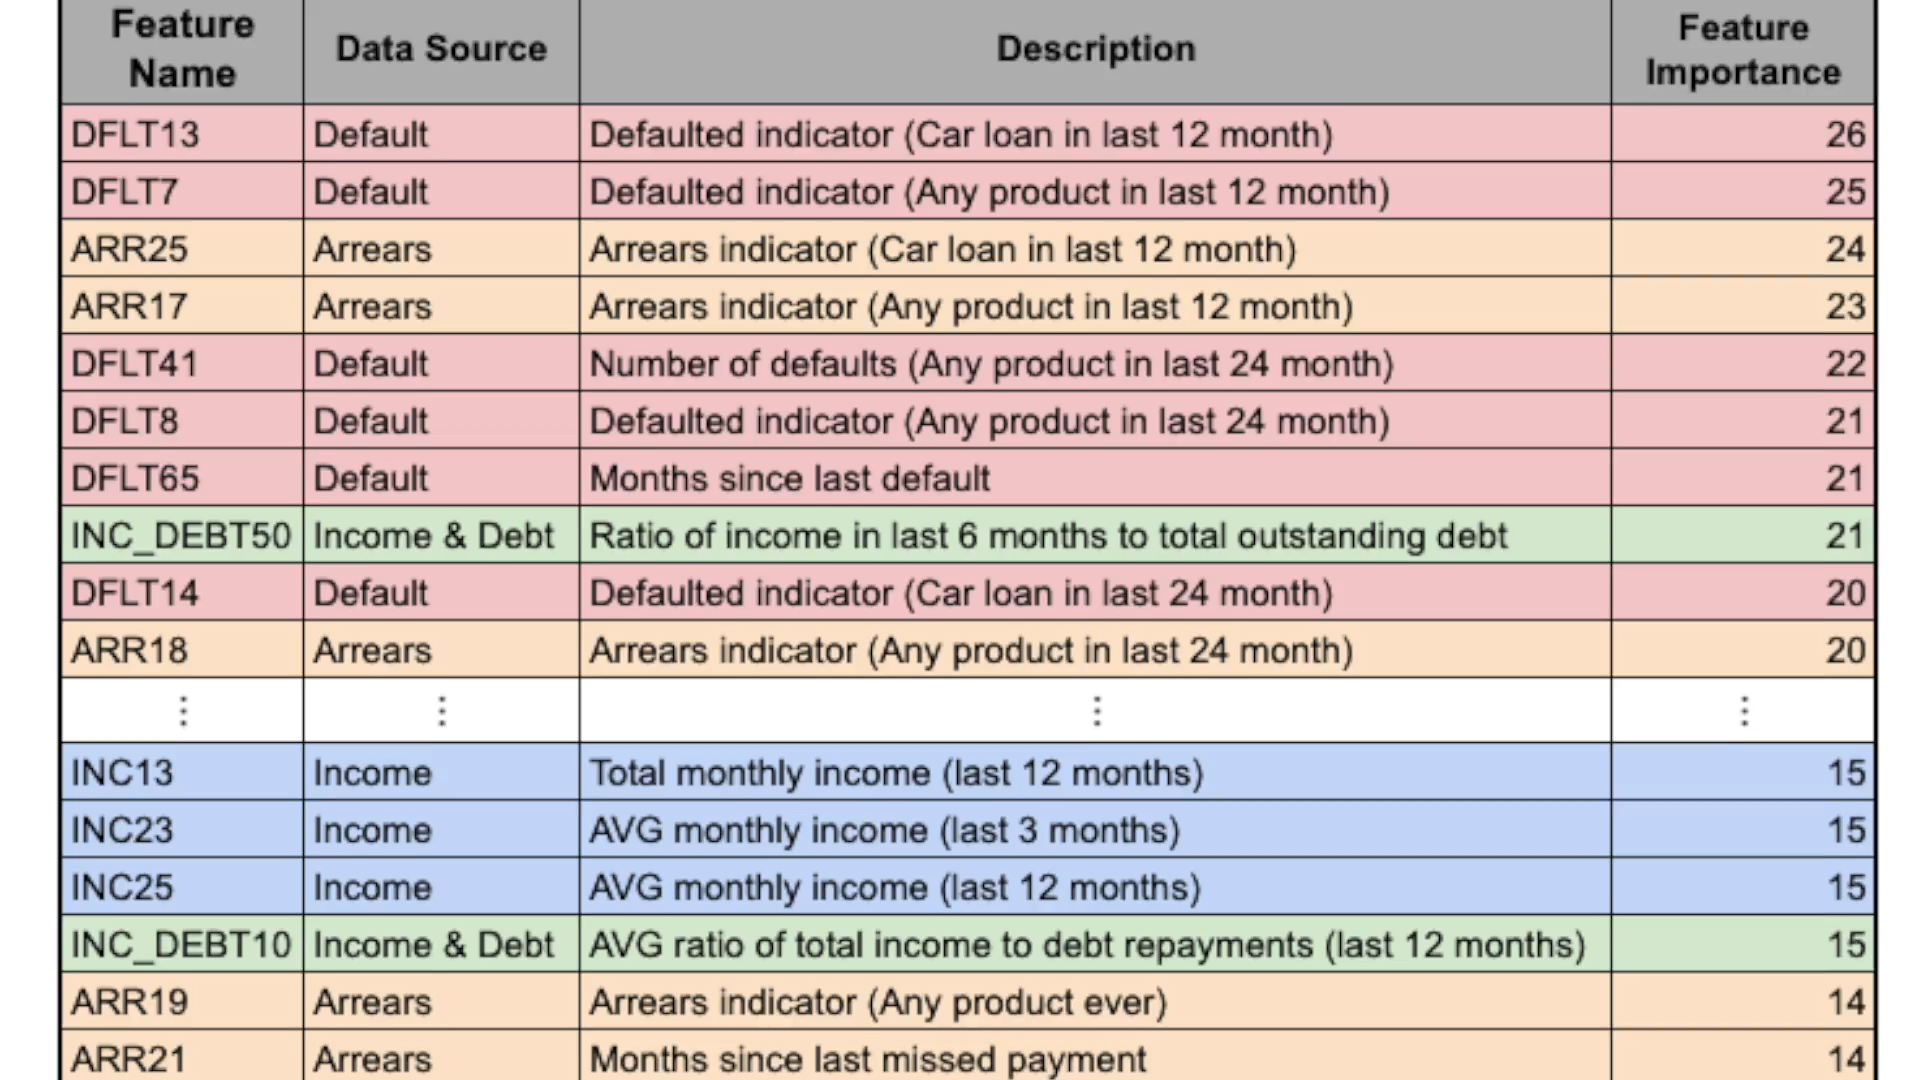 Feature Name Data Source Description Feature Importance
DFLT13 Default Defaulted indicator (Car loan in last 12 month) 26
DFLT7 Default Defaulted indicator (Any product in last 12 month) 25
ARR25 Arrears Arrears indicator (Car loan in last 12 month) 24
ARR17 Arrears Arrears indicator (Any product in last 12 month) 23
DFLT41 Default Number of defaults (Any product in last 24 month) 22
DFLT8 Default Defaulted indicator (Any product in last 24 month) 21
DFLT65 Default Months since last default 21
INC_DEBT50 Income & Debt Ratio of income in last 6 months to total outstanding debt 21
DFLT14 Default Defaulted indicator (Car loan in last 24 month) 20
ARR18 Arrears Arrears indicator (Any product in last 24 month) 20
⋮ ⋮ ⋮ ⋮
INC13 Income Total monthly income (last 12 months) 15
INC23 Income AVG monthly income (last 3 months) 15
INC25 Income AVG monthly income (last 12 months) 15
INC_DEBT10 Income & Debt AVG ratio of total income to debt repayments (last 12 months) 15
ARR19 Arrears Arrears indicator (Any product ever) 14
ARR21 Arrears Months since last missed payment 14